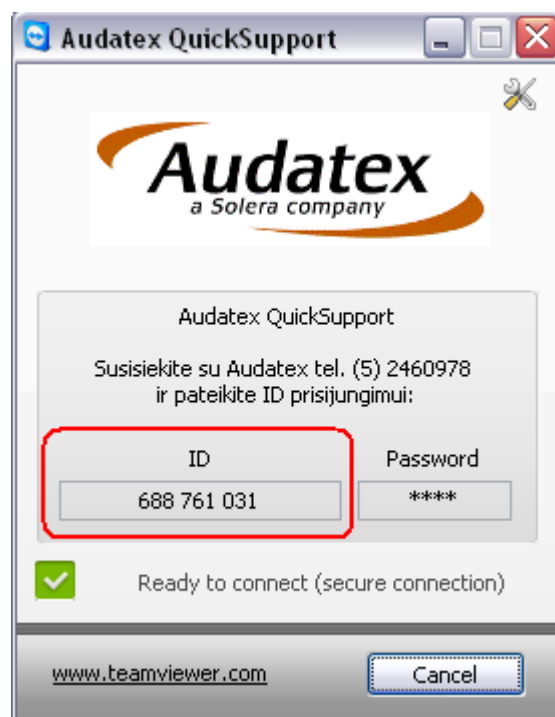 Audatex QuickSupport
Audatex
a Solera company
Audatex QuickSupport
Susisiekite su Audatex tel. (5) 2460978
ir pateikite ID prisijungimui:
ID Password
688 761 031 ****
Ready to connect (secure connection)
www.teamviewer.com Cancel